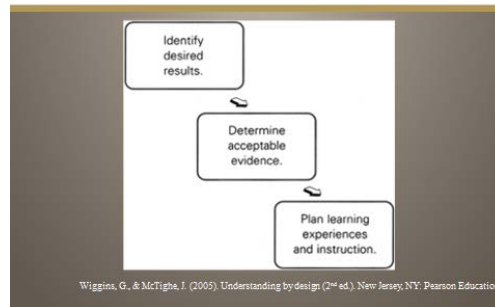 Identify
desired
results.
Determine
acceptable
evidence.
Plan learning
experiences
and instruction.
Wiggins, G., & McTighe, J. (2005). Understanding by design (2nd ed.). New Jersey, NY: Pearson Educatio